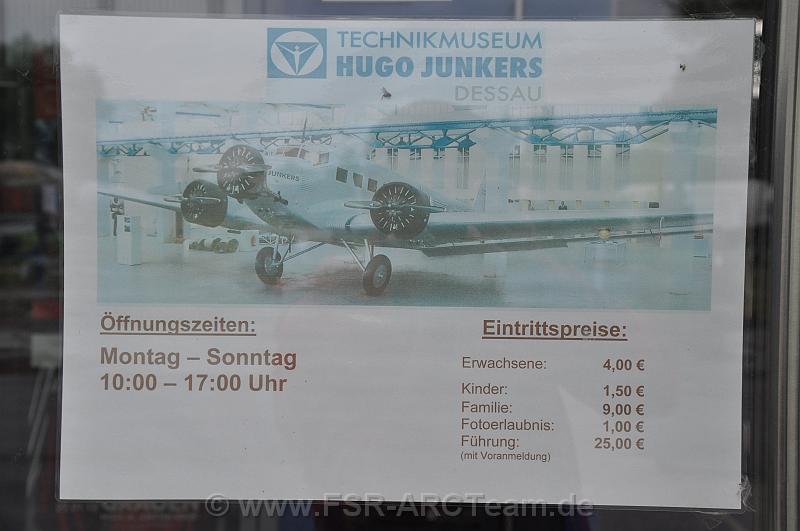 TECHNIKMUSEUM
HUGO JUNKERS
DESSAU
JUNKERS
Öffnungszeiten:
Montag – Sonntag
10:00 – 17:00 Uhr
Eintrittspreise:
Erwachsene: 4,00 €
Kinder: 1,50 €
Familie: 9,00 €
Fotoerlaubnis: 1,00 €
Führung: 25,00 €
(mit Voranmeldung)
© www.FSR-ARCTeam.de